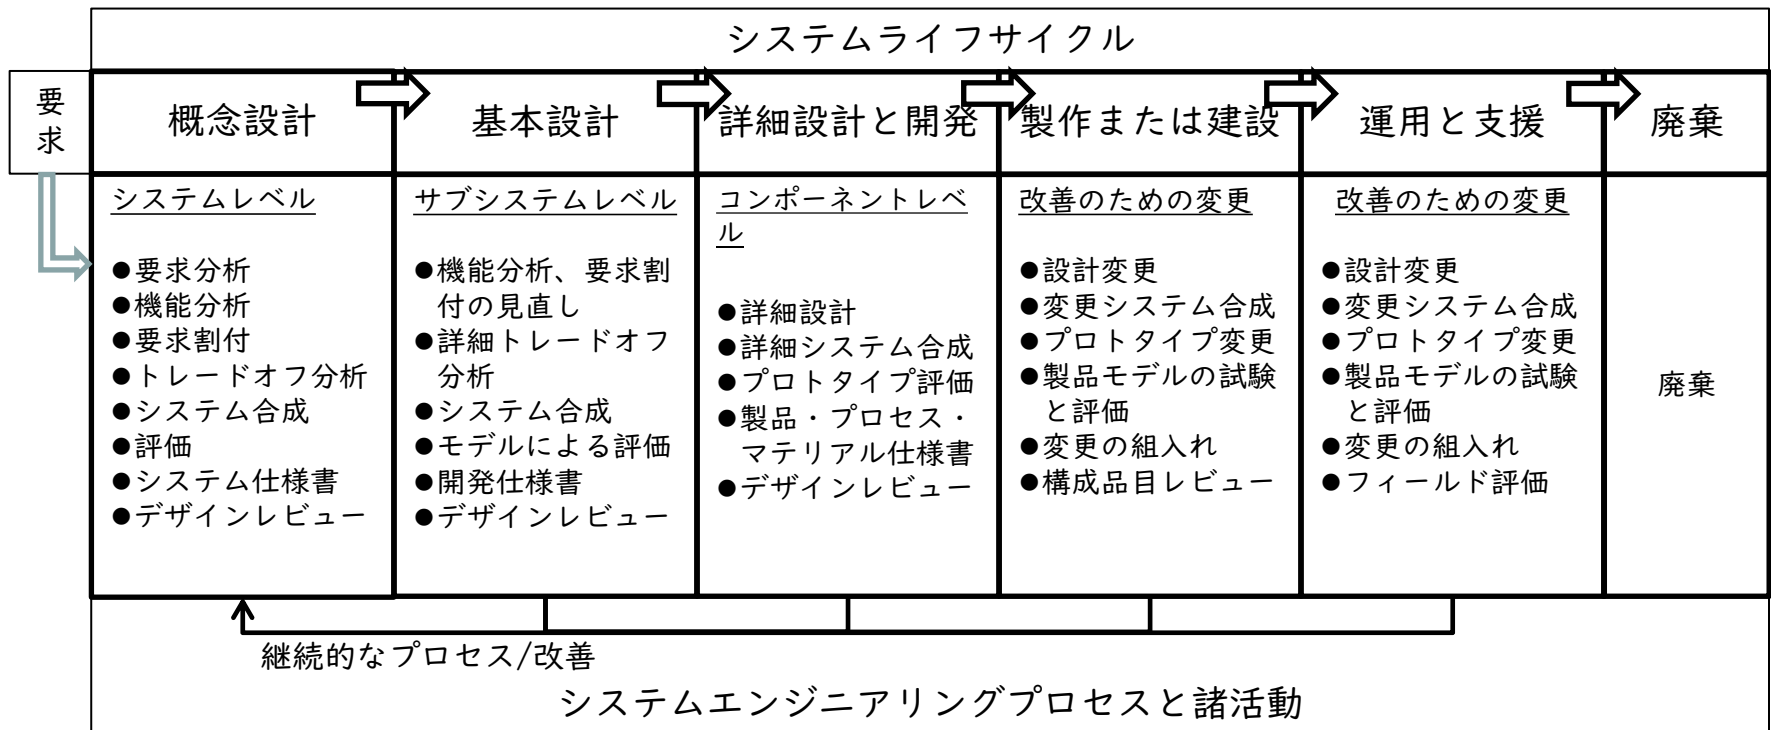 システムライフサイクル
要
求
概念設計
基本設計
詳細設計と開発
製作または建設
運用と支援
廃棄
システムレベル
●要求分析
●機能分析
●要求割付
●トレードオフ分析
●システム合成
●評価
●システム仕様書
●デザインレビュー
サブシステムレベル
●機能分析、要求割
付の見直し
●詳細トレードオフ
分析
●システム合成
●モデルによる評価
●開発仕様書
●デザインレビュー
コンポーネントレベ
ル
●詳細設計
●詳細システム合成
●プロトタイプ評価
●製品・プロセス・
マテリアル仕様書
●デザインレビュー
改善のための変更
●設計変更
●変更システム合成
●プロトタイプ変更
●製品モデルの試験
と評価
●変更の組入れ
●構成品目レビュー
改善のための変更
●設計変更
●変更システム合成
●プロトタイプ変更
●製品モデルの試験
と評価
●変更の組入れ
●フィールド評価
廃棄
継続的なプロセス/改善
システムエンジニアリングプロセスと諸活動